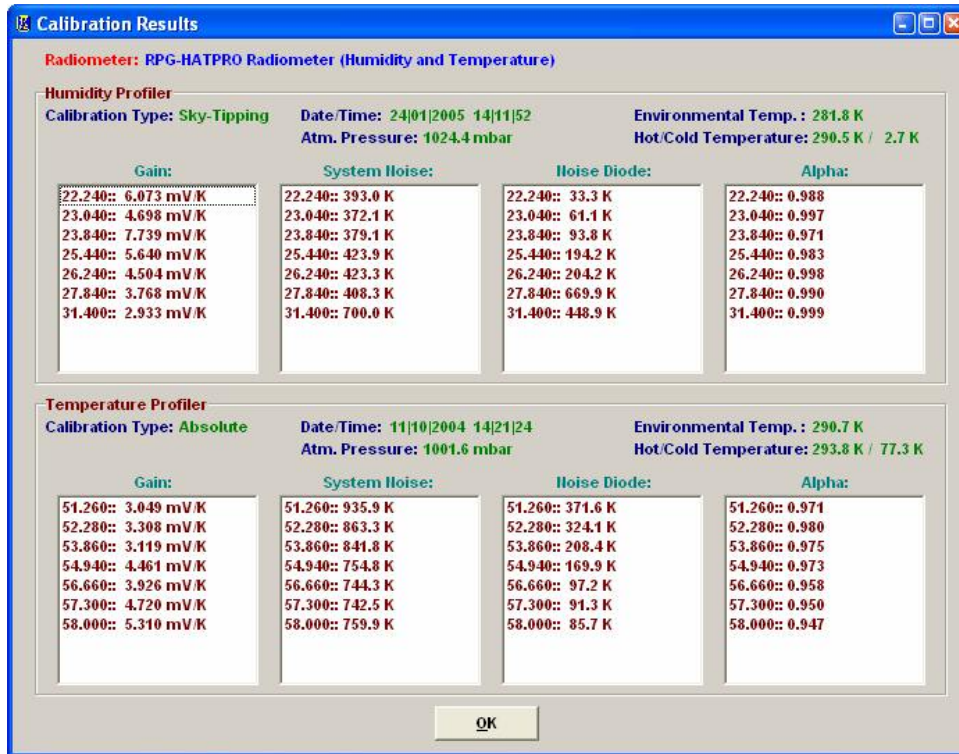 Calibration Results
Radiometer: RPG-HATPRO Radiometer (Humidity and Temperature)
Humidity Profiler
Calibration Type: Sky-Tipping Date/Time: 24|01|2005 14|11|52 Environmental Temp. : 281.8 K
Atm. Pressure: 1024.4 mbar Hot/Cold Temperature: 290.5 K / 2.7 K
Gain: System Noise: Noise Diode: Alpha:
22.240:: 6.073 mV/K 22.240:: 393.0 K 22.240:: 33.3 K 22.240:: 0.988
23.040:: 4.698 mV/K 23.040:: 372.1 K 23.040:: 61.1 K 23.040:: 0.997
23.840:: 7.739 mV/K 23.840:: 379.1 K 23.840:: 93.8 K 23.840:: 0.971
25.440:: 5.640 mV/K 25.440:: 423.9 K 25.440:: 194.2 K 25.440:: 0.983
26.240:: 4.504 mV/K 26.240:: 423.3 K 26.240:: 204.2 K 26.240:: 0.998
27.840:: 3.768 mV/K 27.840:: 408.3 K 27.840:: 669.9 K 27.840:: 0.990
31.400:: 2.933 mV/K 31.400:: 700.0 K 31.400:: 448.9 K 31.400:: 0.999
Temperature Profiler
Calibration Type: Absolute Date/Time: 11|10|2004 14|21|24 Environmental Temp. : 290.7 K
Atm. Pressure: 1001.6 mbar Hot/Cold Temperature: 293.8 K / 77.3 K
Gain: System Noise: Noise Diode: Alpha:
51.260:: 3.049 mV/K 51.260:: 935.9 K 51.260:: 371.6 K 51.260:: 0.971
52.280:: 3.308 mV/K 52.280:: 863.3 K 52.280:: 324.1 K 52.280:: 0.980
53.860:: 3.119 mV/K 53.860:: 841.8 K 53.860:: 208.4 K 53.860:: 0.975
54.940:: 4.461 mV/K 54.940:: 754.8 K 54.940:: 169.9 K 54.940:: 0.973
56.660:: 3.926 mV/K 56.660:: 744.3 K 56.660:: 97.2 K 56.660:: 0.958
57.300:: 4.720 mV/K 57.300:: 742.5 K 57.300:: 91.3 K 57.300:: 0.950
58.000:: 5.310 mV/K 58.000:: 759.9 K 58.000:: 85.7 K 58.000:: 0.947
OK